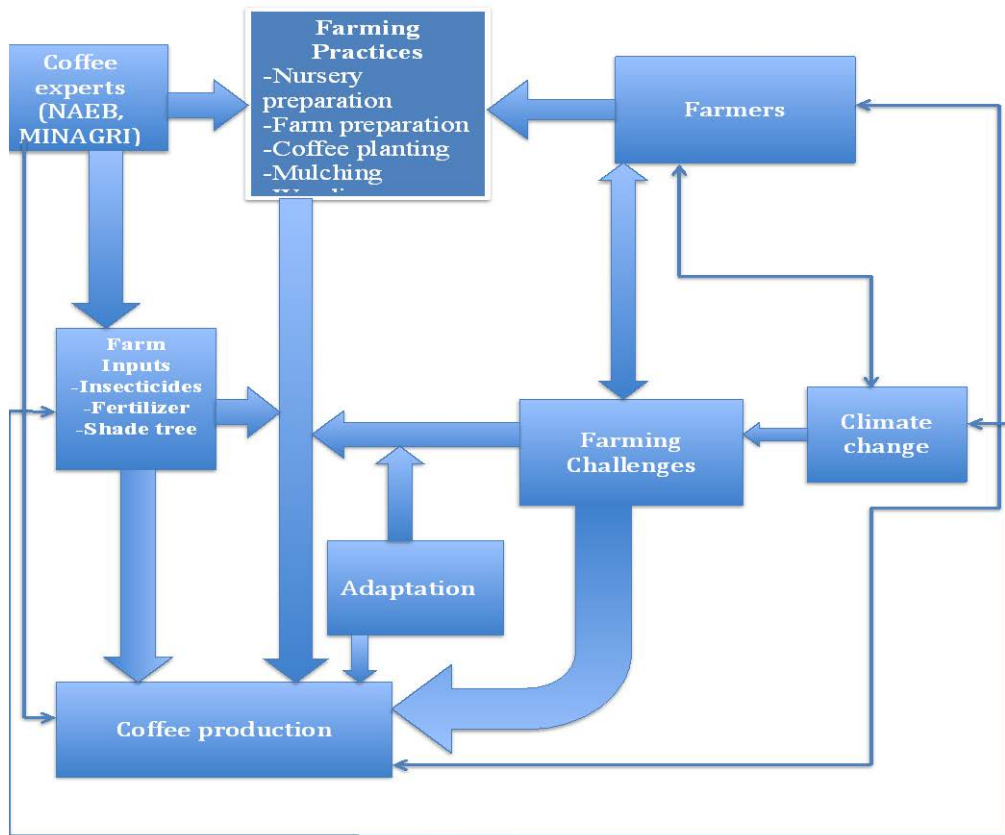 Coffee
experts
(NAEB,
MINAGRI)
Farming
Practices
-Nursery
preparation
-Farm preparation
-Coffee planting
-Mulching
Farmers
Farm
Inputs
-Insecticides
-Fertilizer
-Shade tree
Farming
Challenges
Climate
change
Adaptation
Coffee production